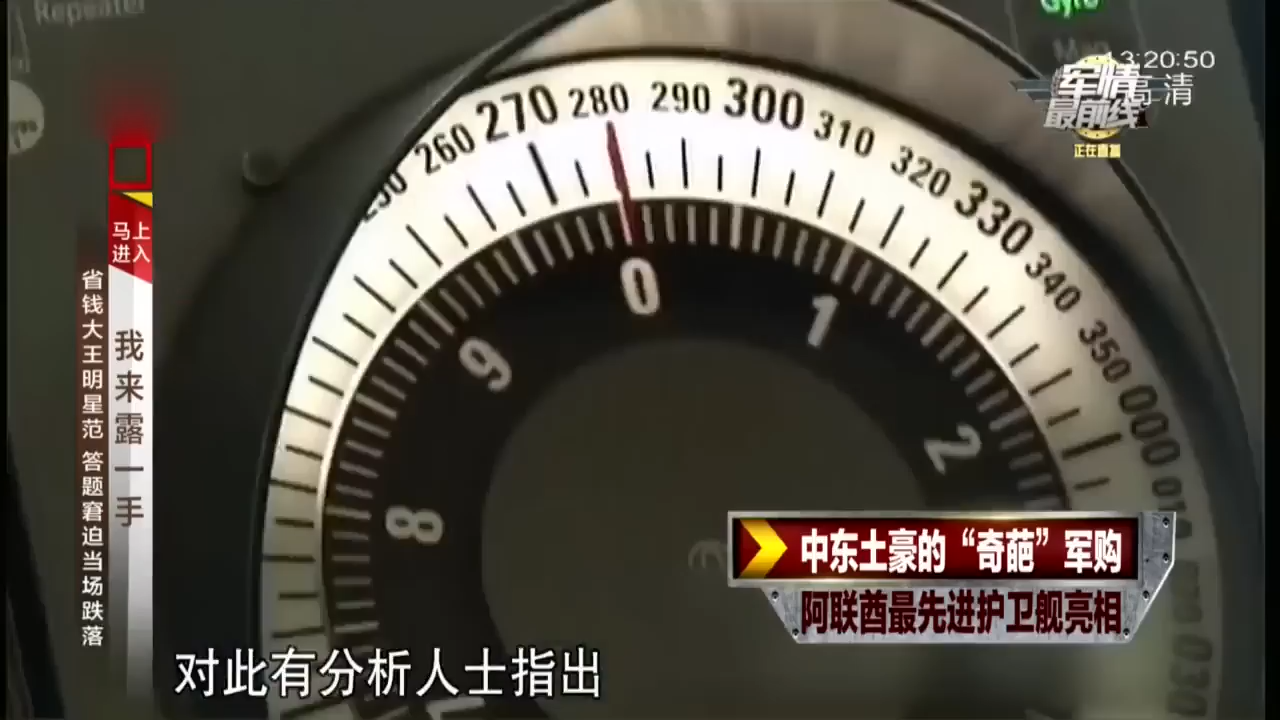 Repeater
Gyro
13:20:50
高清
军情
最前线
正在直播
260
270
280
290
300
310
320
330
340
350
000
030
0
1
2
8
9
马上
进入
我来露一手
省钱大王明星范 答题窘迫当场跌落
中东土豪的“奇葩”军购
阿联酋最先进护卫舰亮相
对此有分析人士指出